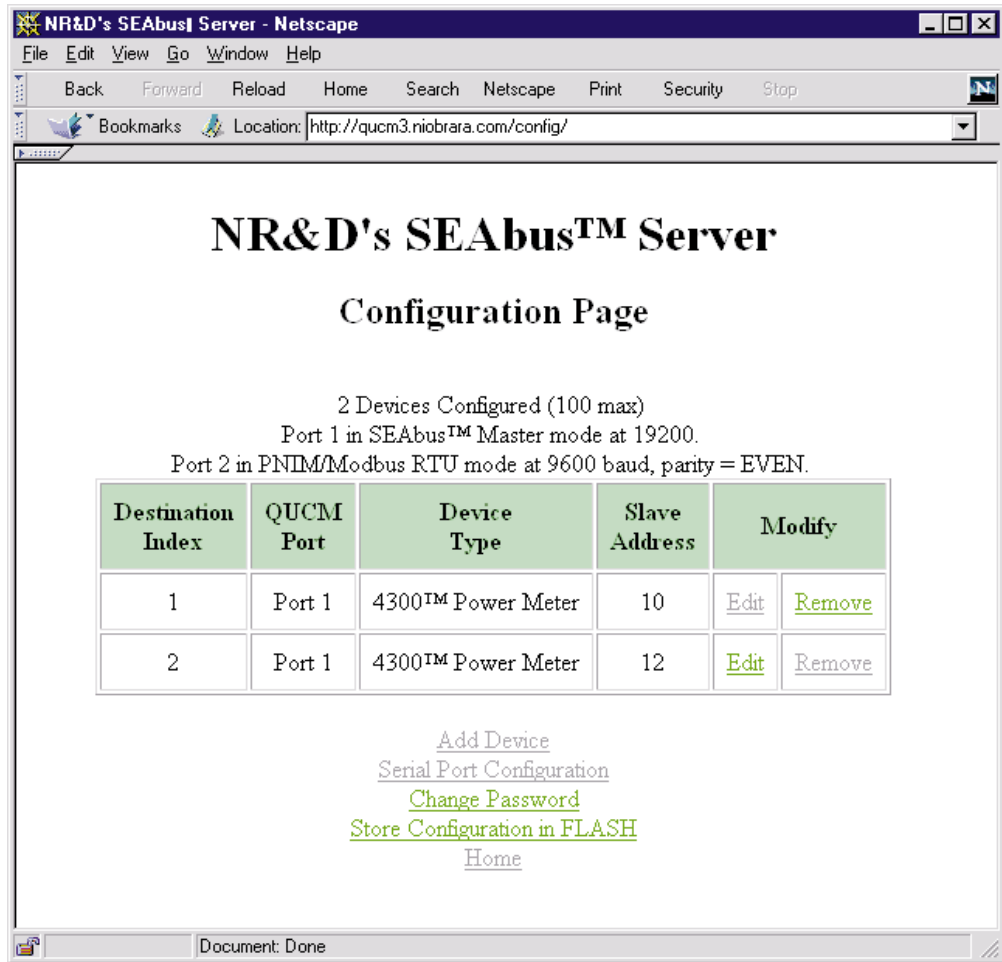 NR&D's SEAbus| Server - Netscape
File Edit View Go Window Help
Back Forward Reload Home Search Netscape Print Security Stop N
Bookmarks Location: http://qucm3.niobrara.com/config/
NR&D's SEAbus™ Server
Configuration Page
2 Devices Configured (100 max)
Port 1 in SEAbus™ Master mode at 19200.
Port 2 in PNIM/Modbus RTU mode at 9600 baud, parity = EVEN.
Destination Index QUCM Port Device Type Slave Address Modify
1 Port 1 4300™ Power Meter 10 Edit Remove
2 Port 1 4300™ Power Meter 12 Edit Remove
Add Device
Serial Port Configuration
Change Password
Store Configuration in FLASH
Home
Document: Done